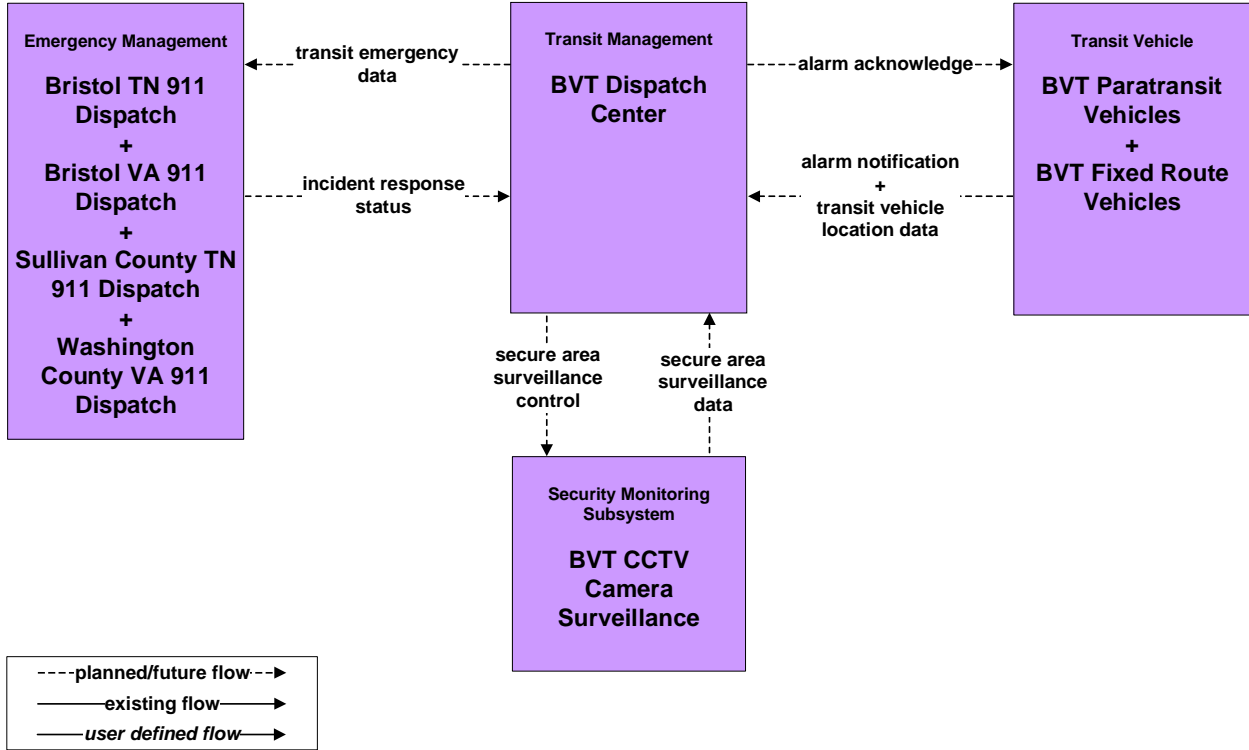 Emergency Management
Bristol TN 911
Dispatch
+
Bristol VA 911
Dispatch
+
Sullivan County TN
911 Dispatch
+
Washington
County VA 911
Dispatch
transit emergency
data
incident response
status
Transit Management
BVT Dispatch
Center
alarm acknowledge
alarm notification
+
transit vehicle
location data
Transit Vehicle
BVT Paratransit
Vehicles
+
BVT Fixed Route
Vehicles
secure area
surveillance
control
secure area
surveillance
data
Security Monitoring
Subsystem
BVT CCTV
Camera
Surveillance
planned/future flow
existing flow
user defined flow